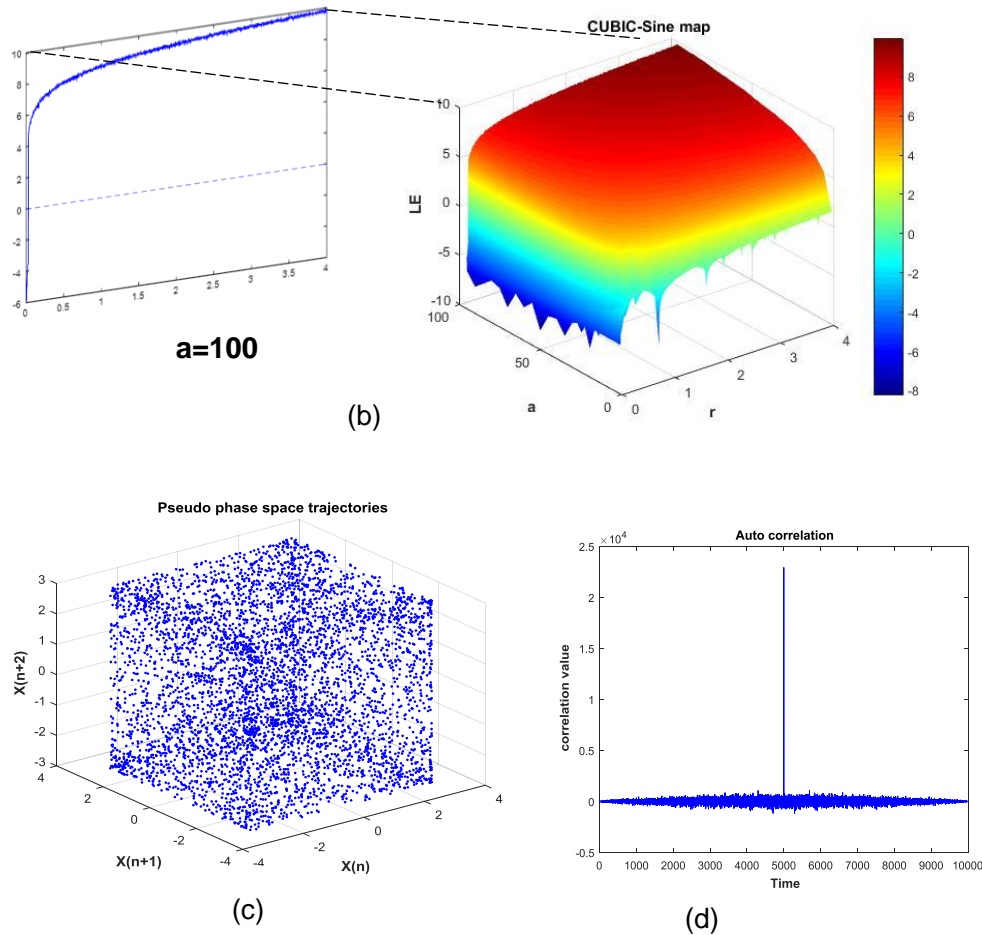 10
8
6
4
2
0
-2
-4
-6
0 0.5 1 1.5 2 2.5 3 3.5 4
a=100
CUBIC-Sine map
LE
10
5
0
-5
-10
100 50 0
a
0 1 2 3 4
r
8
6
4
2
0
-2
-4
-6
-8
(b)
Pseudo phase space trajectories
X(n+2)
3
2
1
0
-1
-2
-3
4 2 0 -2 -4
X(n+1)
-4 -2 0 2 4
X(n)
(c)
Auto correlation
×10⁴
correlation value
2.5
2
1.5
1
0.5
0
-0.5
0 1000 2000 3000 4000 5000 6000 7000 8000 9000 10000
Time
(d)